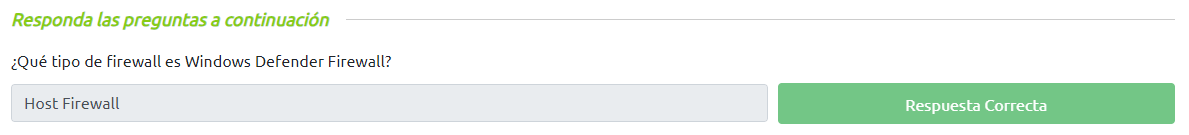 Responda las preguntas a continuación
¿Qué tipo de firewall es Windows Defender Firewall?
Host Firewall
Respuesta Correcta